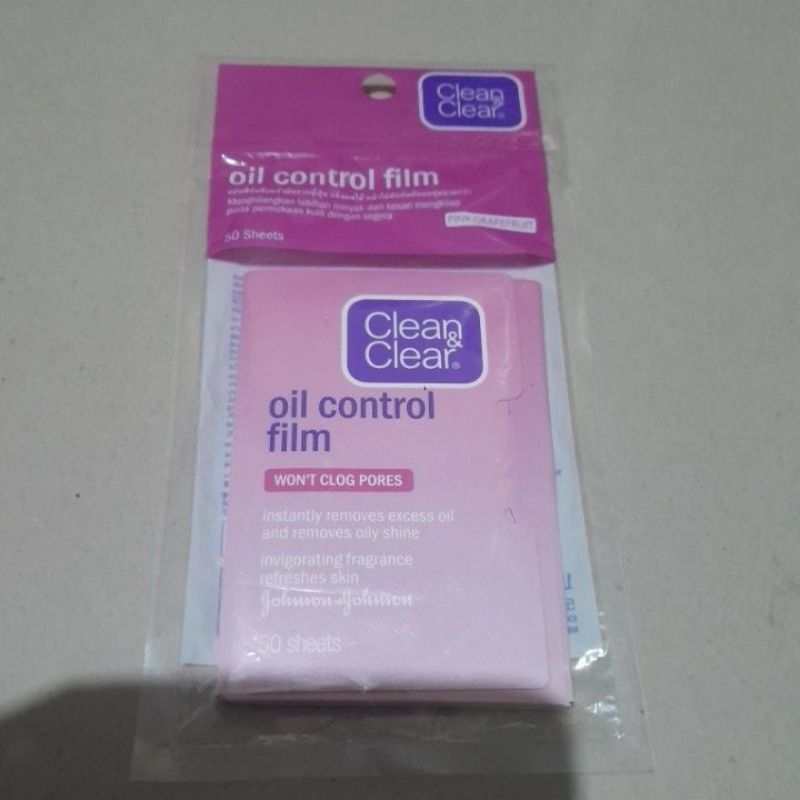 Clean &
Clear®
oil control film
Menghilangkan lebihan minyak dan kesan mengkilap
pada permukaan kulit dengan segera
PINK GRAPEFRUIT
50 Sheets
Clean &
Clear®
oil control
film
WON'T CLOG PORES
instantly removes excess oil
and removes oily shine
invigorating fragrance
refreshes skin
Johnson & Johnson
50 sheets